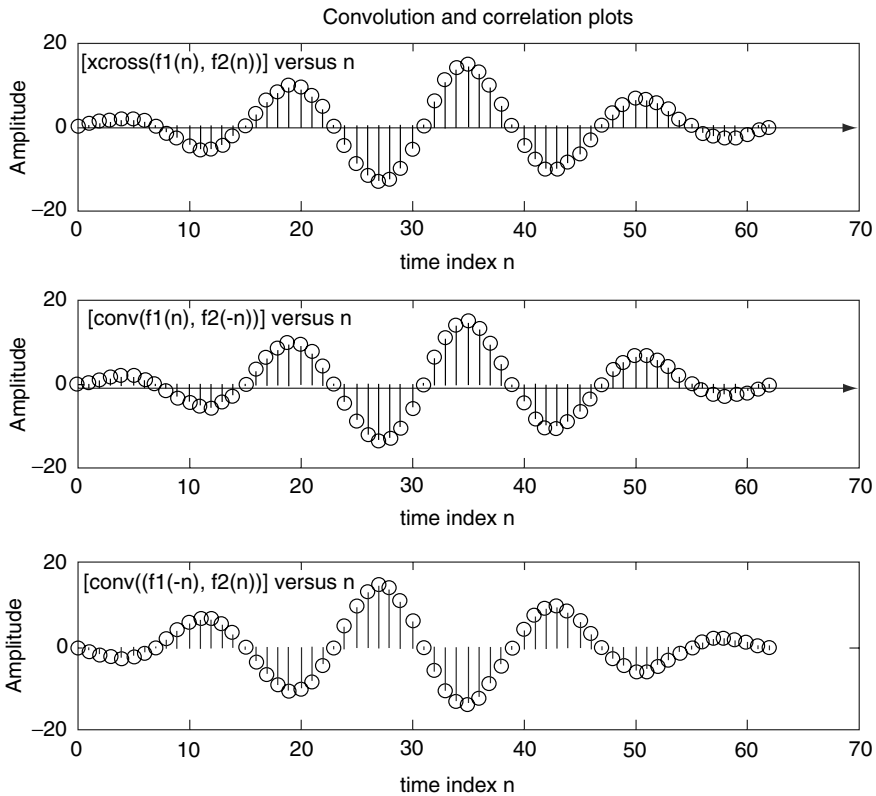 Convolution and correlation plots
20
[xcross(f1(n), f2(n))] versus n
Amplitude
0
−20
0 10 20 30 40 50 60 70
time index n
20
[conv(f1(n), f2(-n))] versus n
Amplitude
0
−20
0 10 20 30 40 50 60 70
time index n
20
[conv((f1(-n), f2(n))] versus n
Amplitude
0
−20
0 10 20 30 40 50 60 70
time index n